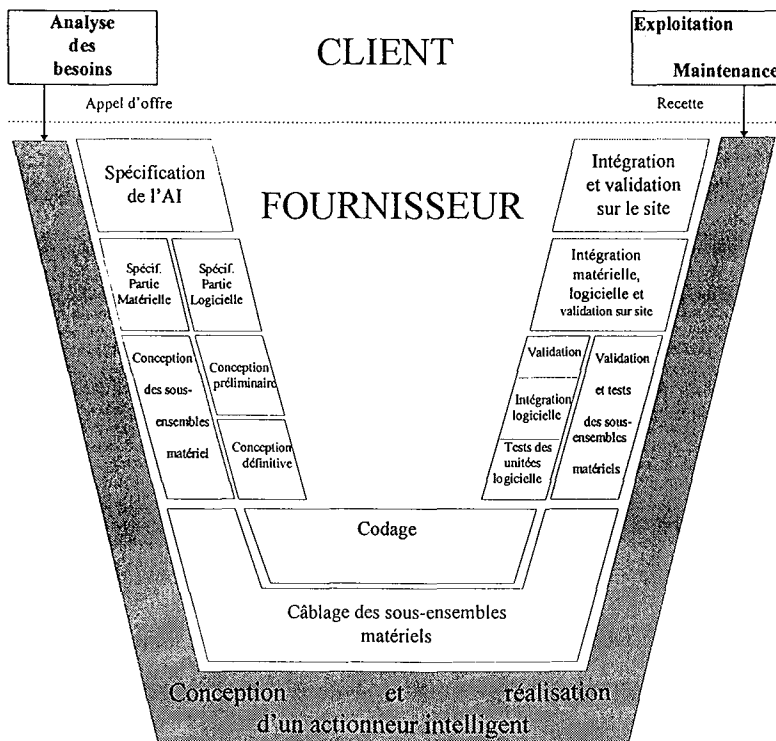 Analyse
des
besoins
CLIENT
Exploitation
Maintenance
Appel d'offre
Recette
Spécification
de l'AI
FOURNISSEUR
Intégration
et validation
sur le site
Spécif.
Partie
Matérielle
Spécif.
Partie
Logicielle
Intégration
matérielle,
logicielle et
validation sur site
Conception
des sous-
ensembles
matériel
Conception
préliminaire
Conception
définitive
Validation
Intégration
logicielle
Tests des
unitées
logicielle
Validation
et tests
des sous-
ensembles
matériels
Codage
Câblage des sous-ensembles
matériels
Conception et réalisation
d'un actionneur intelligent